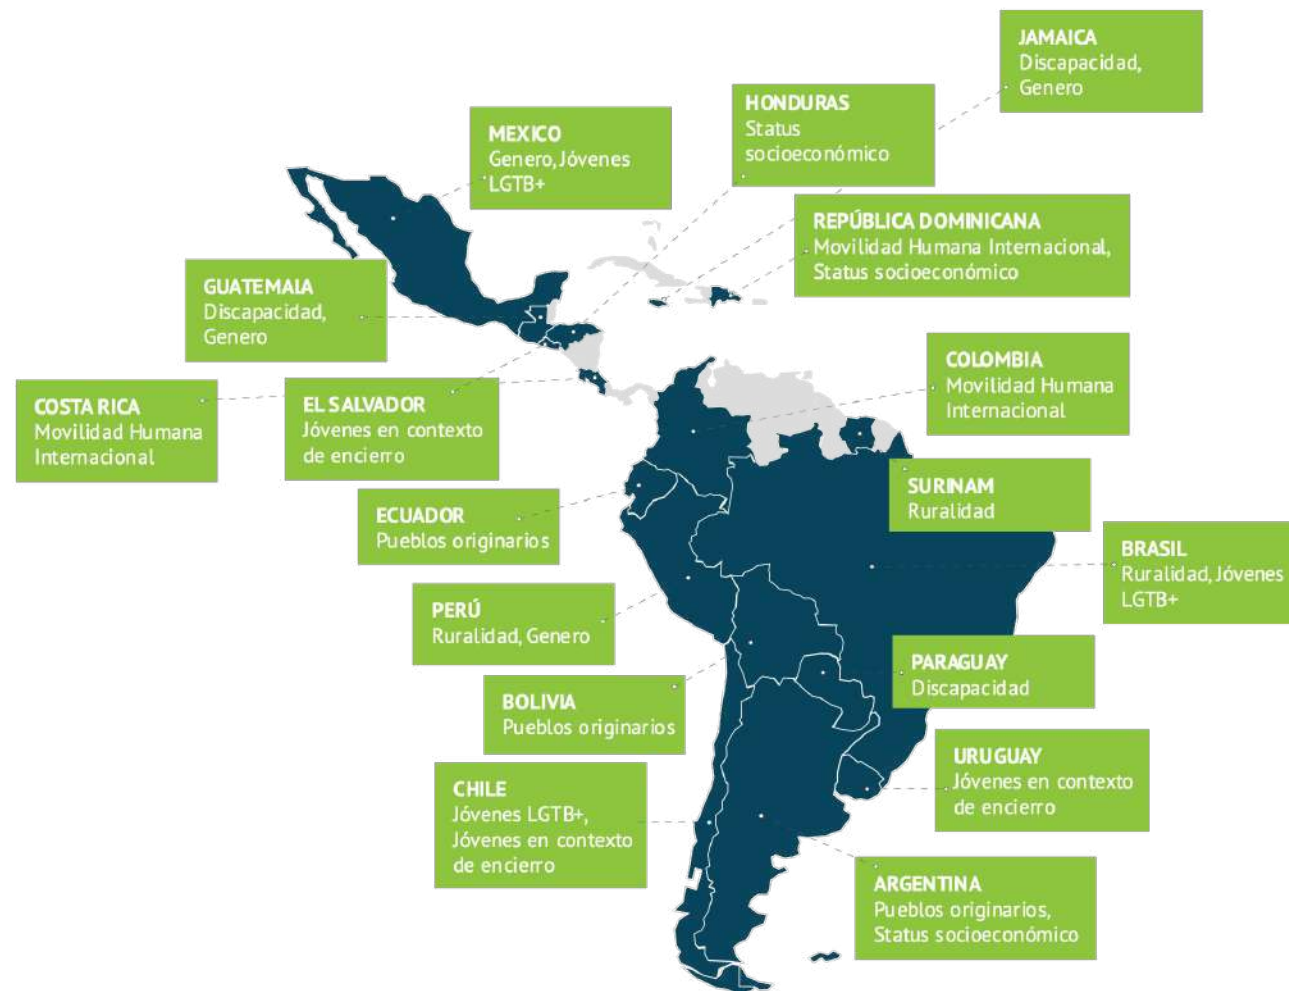 JAMAICA
Discapacidad,
Genero
HONDURAS
Status
socioeconómico
MEXICO
Genero, Jóvenes
LGTB+
REPÚBLICA DOMINICANA
Movilidad Humana Internacional,
Status socioeconómico
GUATEMALA
Discapacidad,
Genero
COLOMBIA
Movilidad Humana
Internacional
COSTA RICA
Movilidad Humana
Internacional
EL SALVADOR
Jóvenes en contexto
de encierro
SURINAM
Ruralidad
ECUADOR
Pueblos originarios
BRASIL
Ruralidad, Jóvenes
LGTB+
PERÚ
Ruralidad, Genero
PARAGUAY
Discapacidad
BOLIVIA
Pueblos originarios
URUGUAY
Jóvenes en contexto
de encierro
CHILE
Jóvenes LGTB+,
Jóvenes en contexto
de encierro
ARGENTINA
Pueblos originarios,
Status socioeconómico